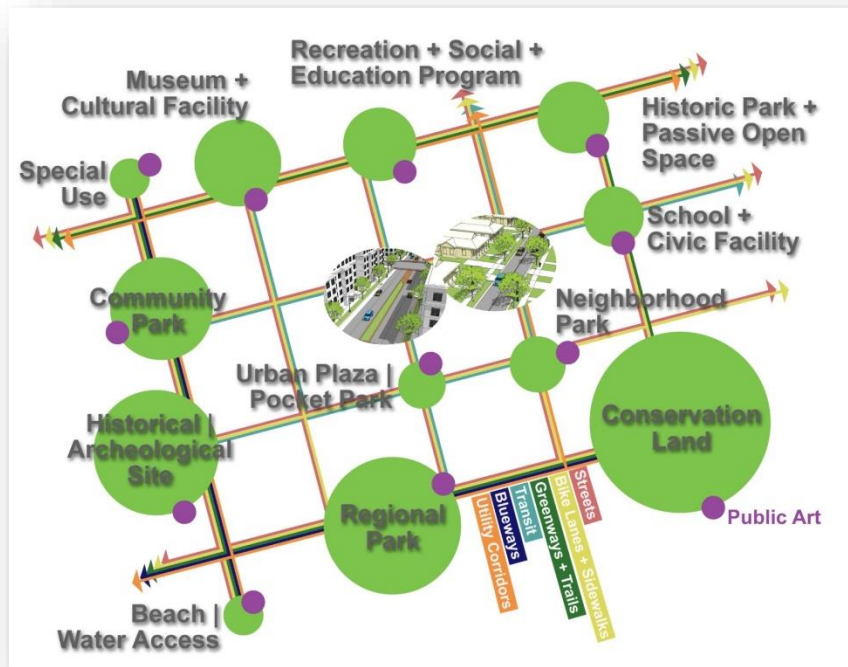 Recreation + Social +
Education Program
Museum +
Cultural Facility
Historic Park +
Passive Open
Space
Special
Use
School +
Civic Facility
Community
Park
Neighborhood
Park
Urban Plaza |
Pocket Park
Historical |
Archeological
Site
Conservation
Land
Regional
Park
Streets
Bike Lanes + Sidewalks
Greenways + Trails
Transit
Blueways
Utility Corridors
Public Art
Beach |
Water Access